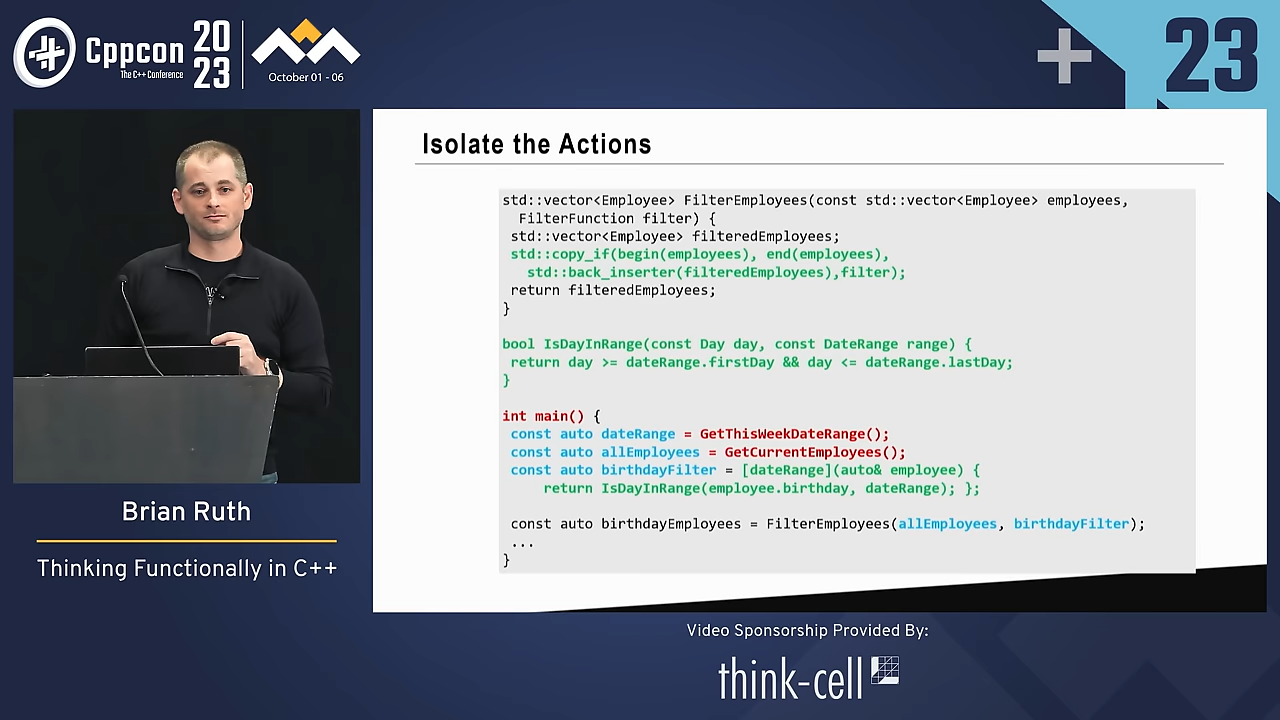 Cppcon
The C++ Conference
20
23
October 01 - 06
23
Isolate the Actions
std::vector<Employee> FilterEmployees(const std::vector<Employee> employees,
FilterFunction filter) {
std::vector<Employee> filteredEmployees;
std::copy_if(begin(employees), end(employees),
std::back_inserter(filteredEmployees),filter);
return filteredEmployees;
}
bool IsDayInRange(const Day day, const DateRange range) {
return day >= dateRange.firstDay && day <= dateRange.lastDay;
}
int main() {
const auto dateRange = GetThisWeekDateRange();
const auto allEmployees = GetCurrentEmployees();
const auto birthdayFilter = [dateRange](auto& employee) {
return IsDayInRange(employee.birthday, dateRange); };
const auto birthdayEmployees = FilterEmployees(allEmployees, birthdayFilter);
...
}
Brian Ruth
Thinking Functionally in C++
Video Sponsorship Provided By:
think-cell